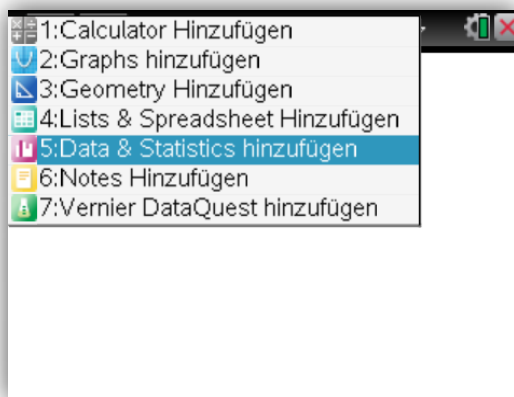 1:Calculator Hinzufügen
2:Graphs hinzufügen
3:Geometry Hinzufügen
4:Lists & Spreadsheet Hinzufügen
5:Data & Statistics hinzufügen
6:Notes Hinzufügen
7:Vernier DataQuest hinzufügen